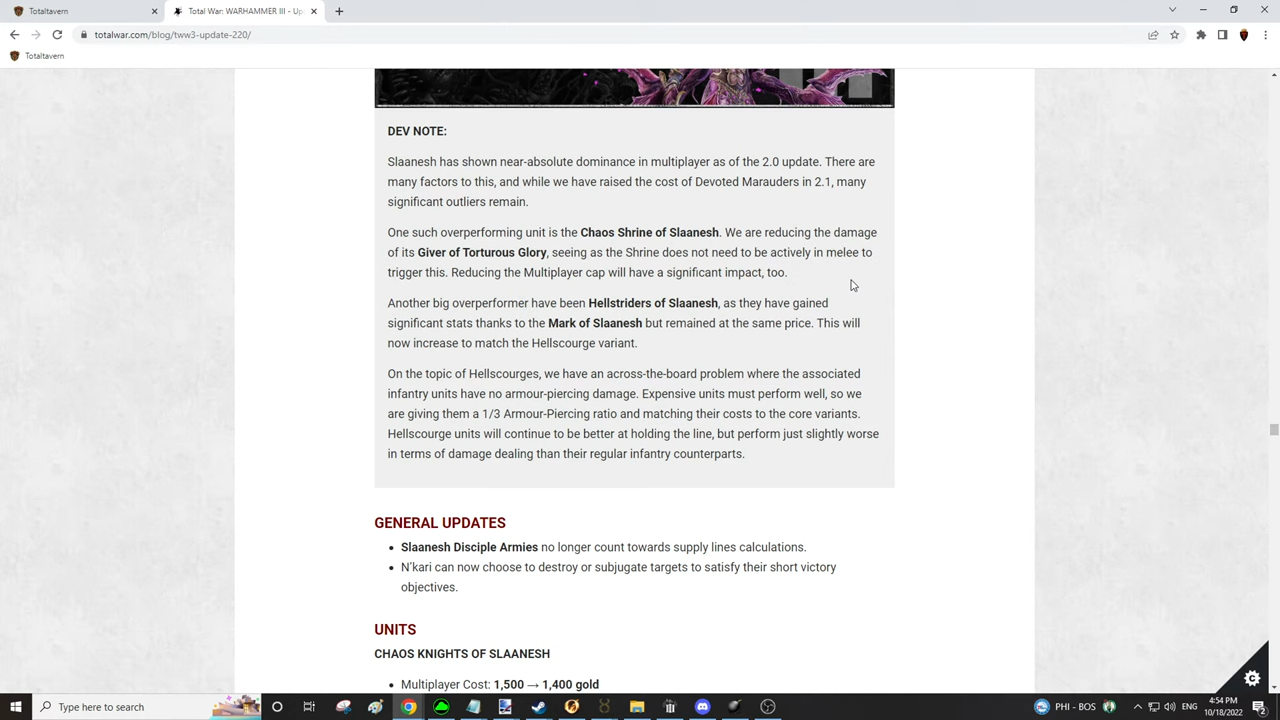 Totaltavern
Total War: WARHAMMER III - Up
totalwar.com/blog/tww3-update-220/
Totaltavern
DEV NOTE:
Slaanesh has shown near-absolute dominance in multiplayer as of the 2.0 update. There are
many factors to this, and while we have raised the cost of Devoted Marauders in 2.1, many
significant outliers remain.
One such overperforming unit is the Chaos Shrine of Slaanesh. We are reducing the damage
of its Giver of Torturous Glory, seeing as the Shrine does not need to be actively in melee to
trigger this. Reducing the Multiplayer cap will have a significant impact, too.
Another big overperformer have been Hellstriders of Slaanesh, as they have gained
significant stats thanks to the Mark of Slaanesh but remained at the same price. This will
now increase to match the Hellscourge variant.
On the topic of Hellscourges, we have an across-the-board problem where the associated
infantry units have no armour-piercing damage. Expensive units must perform well, so we
are giving them a 1/3 Armour-Piercing ratio and matching their costs to the core variants.
Hellscourge units will continue to be better at holding the line, but perform just slightly worse
in terms of damage dealing than their regular infantry counterparts.
GENERAL UPDATES
• Slaanesh Disciple Armies no longer count towards supply lines calculations.
• N'kari can now choose to destroy or subjugate targets to satisfy their short victory
objectives.
UNITS
CHAOS KNIGHTS OF SLAANESH
• Multiplayer Cost: 1,500 → 1,400 gold
Type here to search
PHI - BOS
ENG
4:54 PM
10/18/2022
2